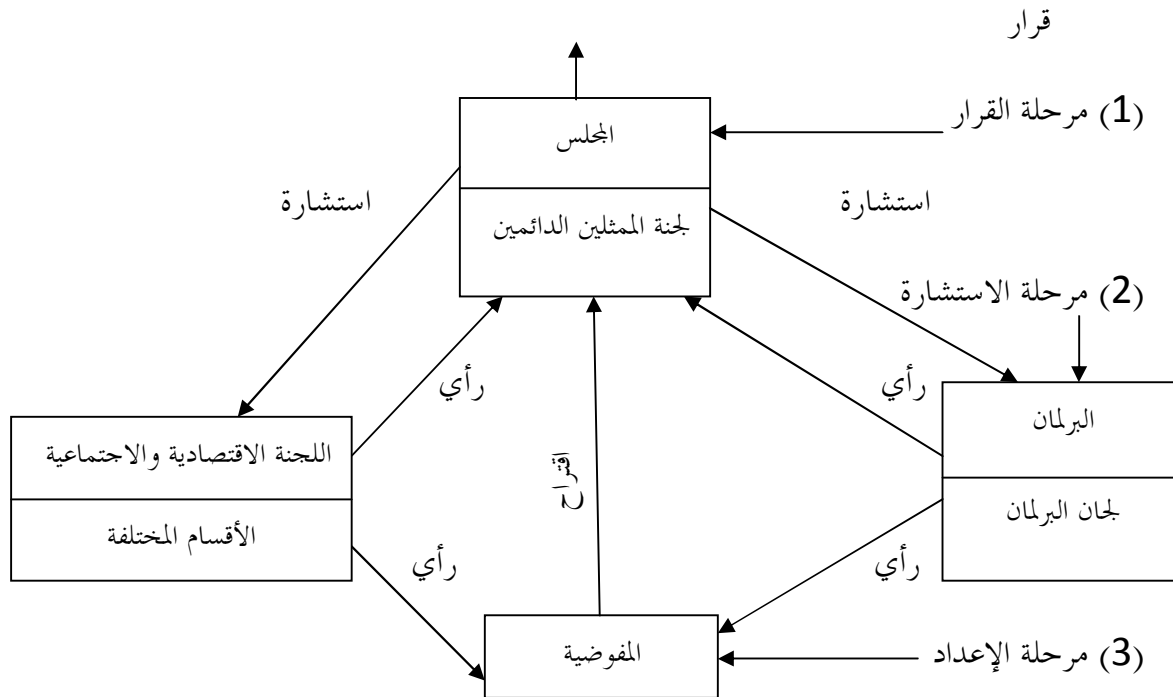 قرار
(1) مرحلة القرار
المجلس
استشارة
استشارة
لجنة الممثلين الدائمين
(2) مرحلة الاستشارة
رأي
رأي
البرلمان
اللجنة الاقتصادية والاجتماعية
اقتراح
لجان البرلمان
الأقسام المختلفة
رأي
رأي
المفوضية
(3) مرحلة الإعداد